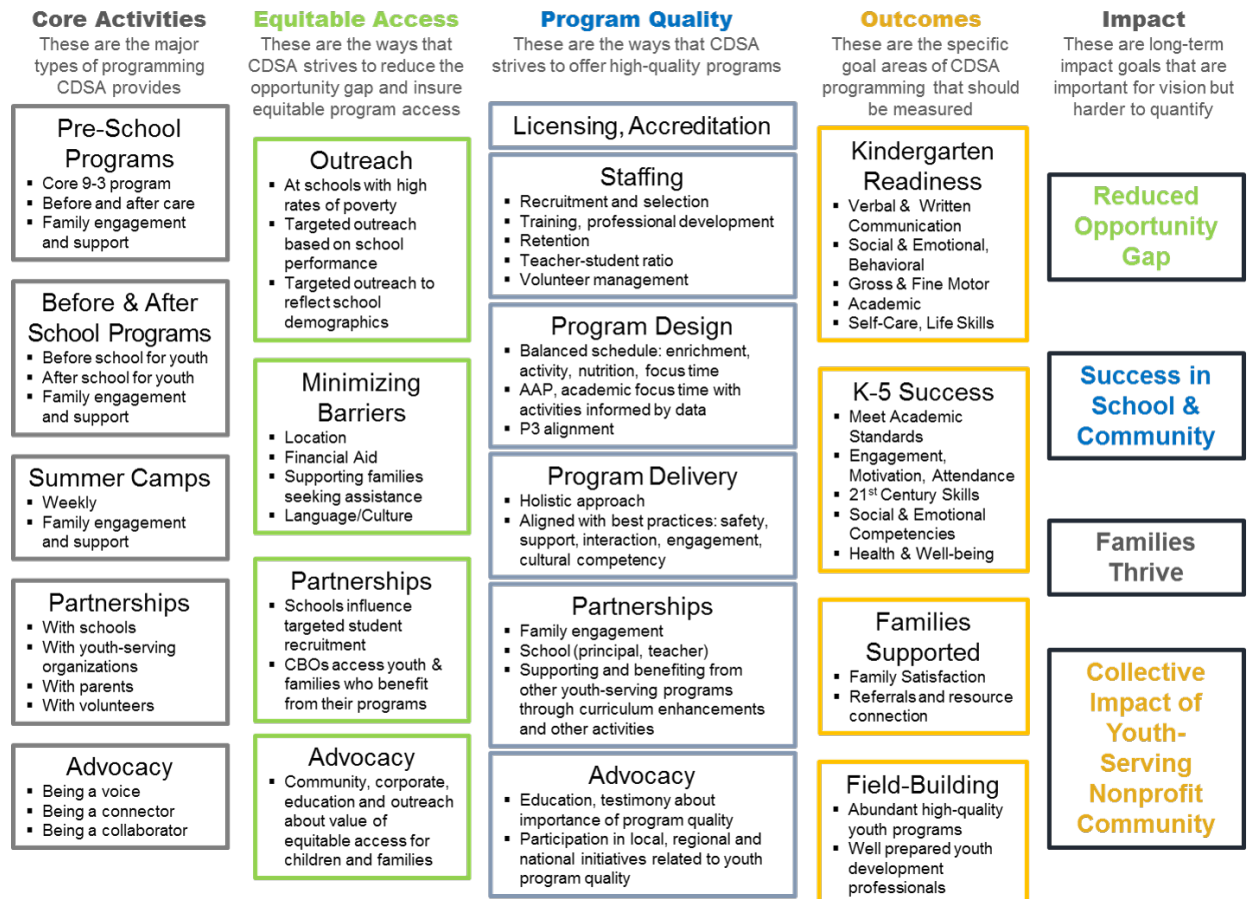 Core Activities
These are the major
types of programming
CDSA provides
Pre-School
Programs
▪ Core 9-3 program
▪ Before and after care
▪ Family engagement
and support
Before & After
School Programs
▪ Before school for youth
▪ After school for youth
▪ Family engagement
and support
Summer Camps
▪ Weekly
▪ Family engagement
and support
Partnerships
▪ With schools
▪ With youth-serving
organizations
▪ With parents
▪ With volunteers
Advocacy
▪ Being a voice
▪ Being a connector
▪ Being a collaborator
Equitable Access
These are the ways that
CDSA strives to reduce the
opportunity gap and insure
equitable program access
Outreach
▪ At schools with high
rates of poverty
▪ Targeted outreach
based on school
performance
▪ Targeted outreach to
reflect school
demographics
Minimizing
Barriers
▪ Location
▪ Financial Aid
▪ Supporting families
seeking assistance
▪ Language/Culture
Partnerships
▪ Schools influence
targeted student
recruitment
▪ CBOs access youth &
families who benefit
from their programs
Advocacy
▪ Community, corporate,
education and outreach
about value of
equitable access for
children and families
Program Quality
These are the ways that CDSA
strives to offer high-quality programs
Licensing, Accreditation
Staffing
▪ Recruitment and selection
▪ Training, professional development
▪ Retention
▪ Teacher-student ratio
▪ Volunteer management
Program Design
▪ Balanced schedule: enrichment,
activity, nutrition, focus time
▪ AAP, academic focus time with
activities informed by data
▪ P3 alignment
Program Delivery
▪ Holistic approach
▪ Aligned with best practices: safety,
support, interaction, engagement,
cultural competency
Partnerships
▪ Family engagement
▪ School (principal, teacher)
▪ Supporting and benefiting from
other youth-serving programs
through curriculum enhancements
and other activities
Advocacy
▪ Education, testimony about
importance of program quality
▪ Participation in local, regional and
national initiatives related to youth
program quality
Outcomes
These are the specific
goal areas of CDSA
programming that should
be measured
Kindergarten
Readiness
▪ Verbal & Written
Communication
▪ Social & Emotional,
Behavioral
▪ Gross & Fine Motor
▪ Academic
▪ Self-Care, Life Skills
K-5 Success
▪ Meet Academic
Standards
▪ Engagement,
Motivation, Attendance
▪ 21st Century Skills
▪ Social & Emotional
Competencies
▪ Health & Well-being
Families
Supported
▪ Family Satisfaction
▪ Referrals and resource
connection
Field-Building
▪ Abundant high-quality
youth programs
▪ Well prepared youth
development
professionals
Impact
These are long-term
impact goals that are
important for vision but
harder to quantify
Reduced
Opportunity
Gap
Success in
School &
Community
Families
Thrive
Collective
Impact of
Youth-
Serving
Nonprofit
Community